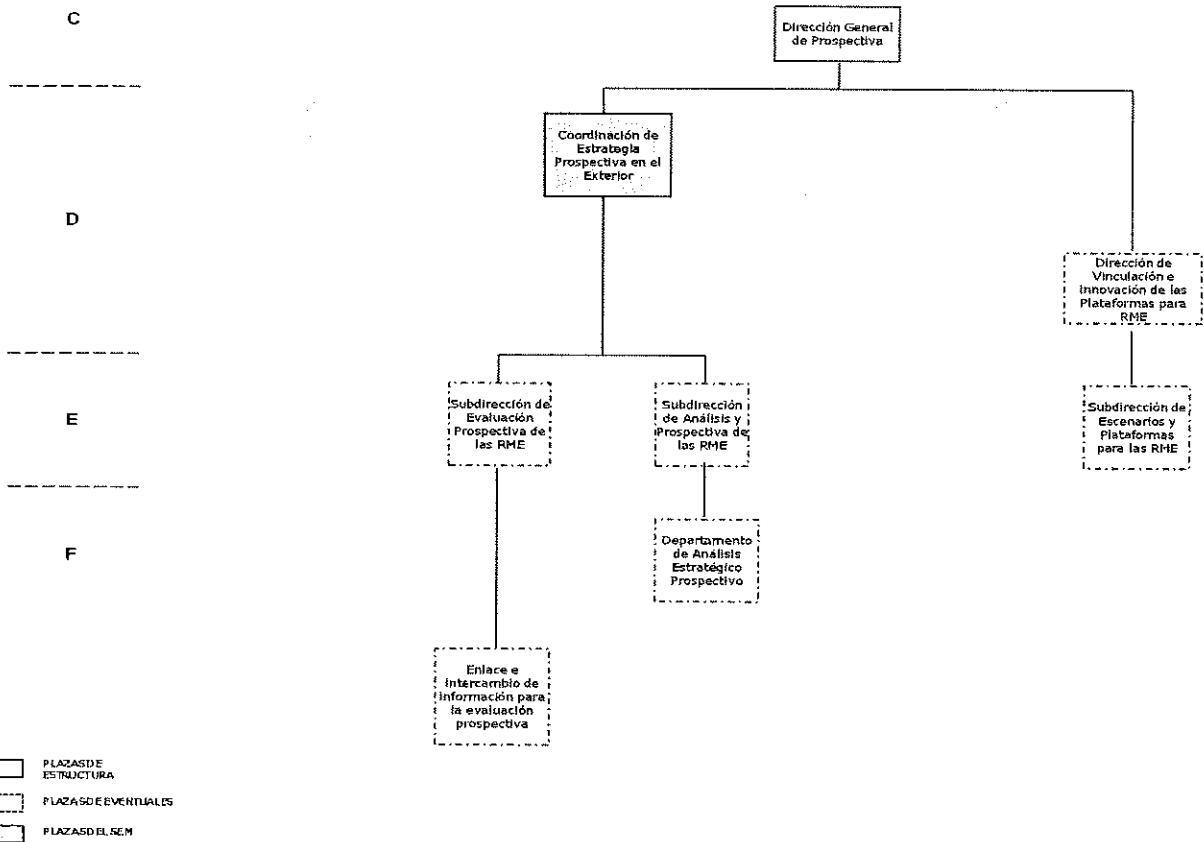 C
Dirección General
de Prospectiva
Coordinación de
Estrategia
Prospectiva en el
Exterior
D
Dirección de
Vinculación e
Innovación de las
Plataformas para
RME
E
Subdirección de
Evaluación
Prospectiva de
las RME
Subdirección
de Análisis y
Prospectiva de
las RME
Subdirección de
Escenarios y
Plataformas
para las RME
F
Departamento
de Análisis
Estratégico
Prospectivo
Enlace e
Intercambio de
Información para
la evaluación
prospectiva
PLAZAS DE
ESTRUCTURA
PLAZAS DE EVENTUALES
PLAZAS DEL SEM